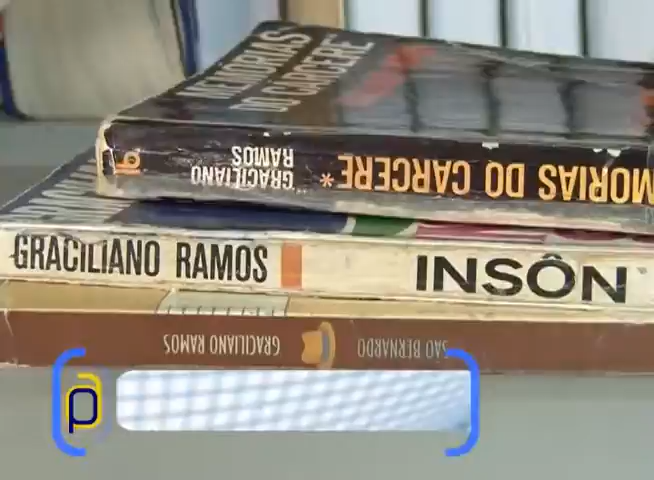 MEMÓRIAS
DO CÁRCERE
GRACILIANO
RAMOS
*
MORIAS DO CARCERE
GRACILIANO RAMOS
INSÔN
GRACILIANO RAMOS
SÃO BERNARDO
p